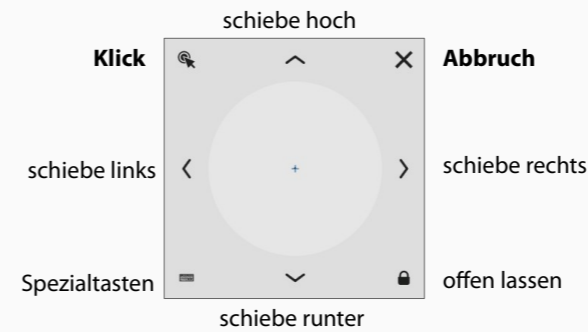 schiebe hoch
Klick
Abbruch
schiebe links
schiebe rechts
Spezialtasten
offen lassen
schiebe runter